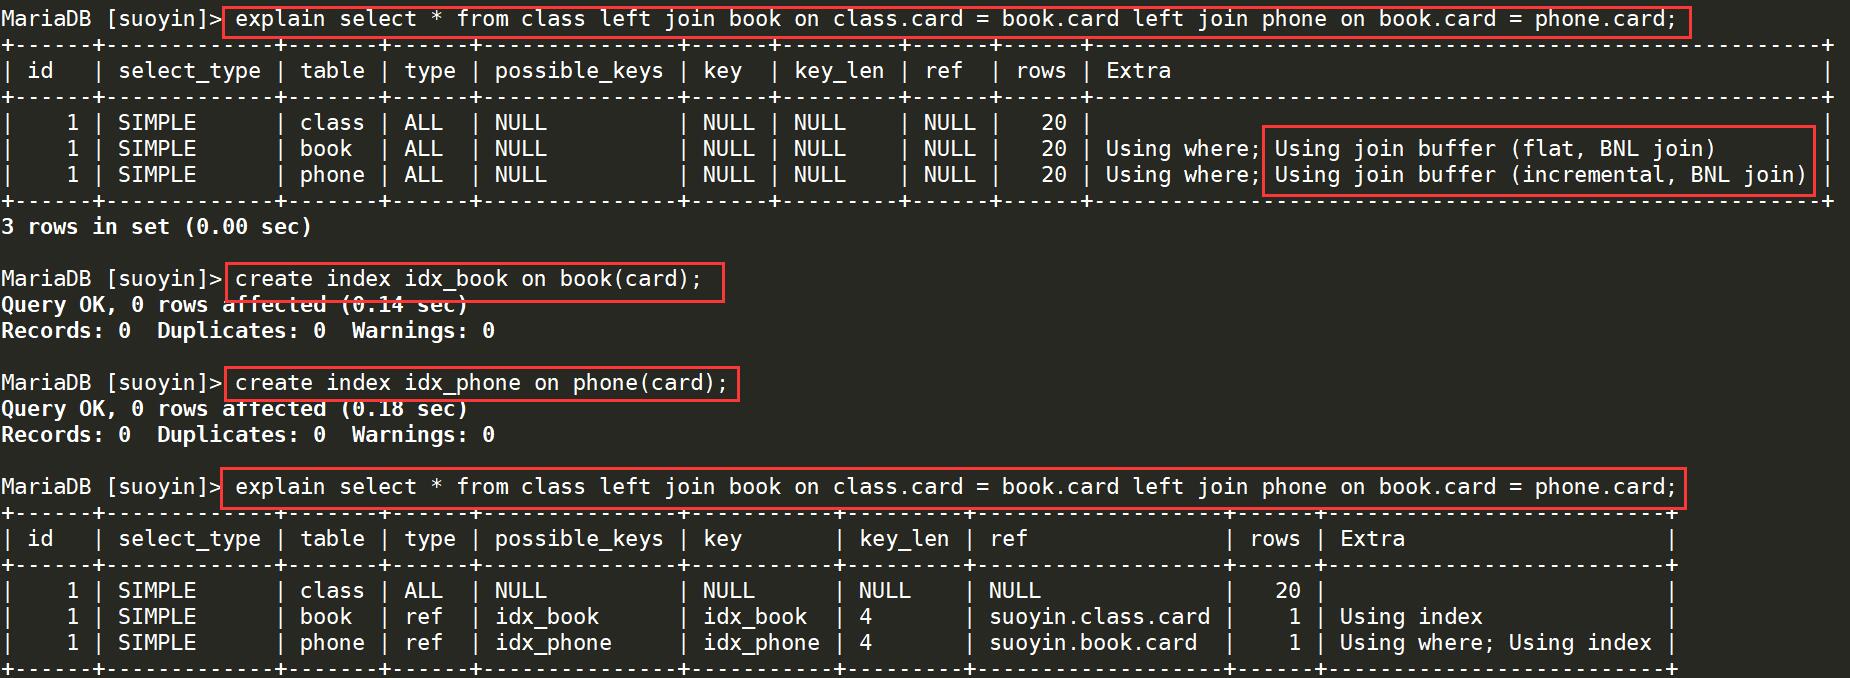 MariaDB [suoyin]> explain select * from class left join book on class.card = book.card left join phone on book.card = phone.card;
+------+-------------+-------+------+---------------+------+---------+------+------+--------------------------------------------------------+
| id   | select_type | table | type | possible_keys | key  | key_len | ref  | rows | Extra                                                  |
+------+-------------+-------+------+---------------+------+---------+------+------+--------------------------------------------------------+
|    1 | SIMPLE      | class | ALL  | NULL          | NULL | NULL    | NULL |   20 |                                                        |
|    1 | SIMPLE      | book  | ALL  | NULL          | NULL | NULL    | NULL |   20 | Using where; Using join buffer (flat, BNL join)        |
|    1 | SIMPLE      | phone | ALL  | NULL          | NULL | NULL    | NULL |   20 | Using where; Using join buffer (incremental, BNL join) |
+------+-------------+-------+------+---------------+------+---------+------+------+--------------------------------------------------------+
3 rows in set (0.00 sec)
MariaDB [suoyin]> create index idx_book on book(card);
Query OK, 0 rows affected (0.14 sec)
Records: 0  Duplicates: 0  Warnings: 0
MariaDB [suoyin]> create index idx_phone on phone(card);
Query OK, 0 rows affected (0.18 sec)
Records: 0  Duplicates: 0  Warnings: 0
MariaDB [suoyin]> explain select * from class left join book on class.card = book.card left join phone on book.card = phone.card;
+------+-------------+-------+------+---------------+-----------+---------+-------------------+------+--------------------------+
| id   | select_type | table | type | possible_keys | key       | key_len | ref               | rows | Extra                    |
+------+-------------+-------+------+---------------+-----------+---------+-------------------+------+--------------------------+
|    1 | SIMPLE      | class | ALL  | NULL          | NULL      | NULL    | NULL              |   20 |                          |
|    1 | SIMPLE      | book  | ref  | idx_book      | idx_book  | 4       | suoyin.class.card |    1 | Using index              |
|    1 | SIMPLE      | phone | ref  | idx_phone     | idx_phone | 4       | suoyin.book.card  |    1 | Using where; Using index |
+------+-------------+-------+------+---------------+-----------+---------+-------------------+------+--------------------------+